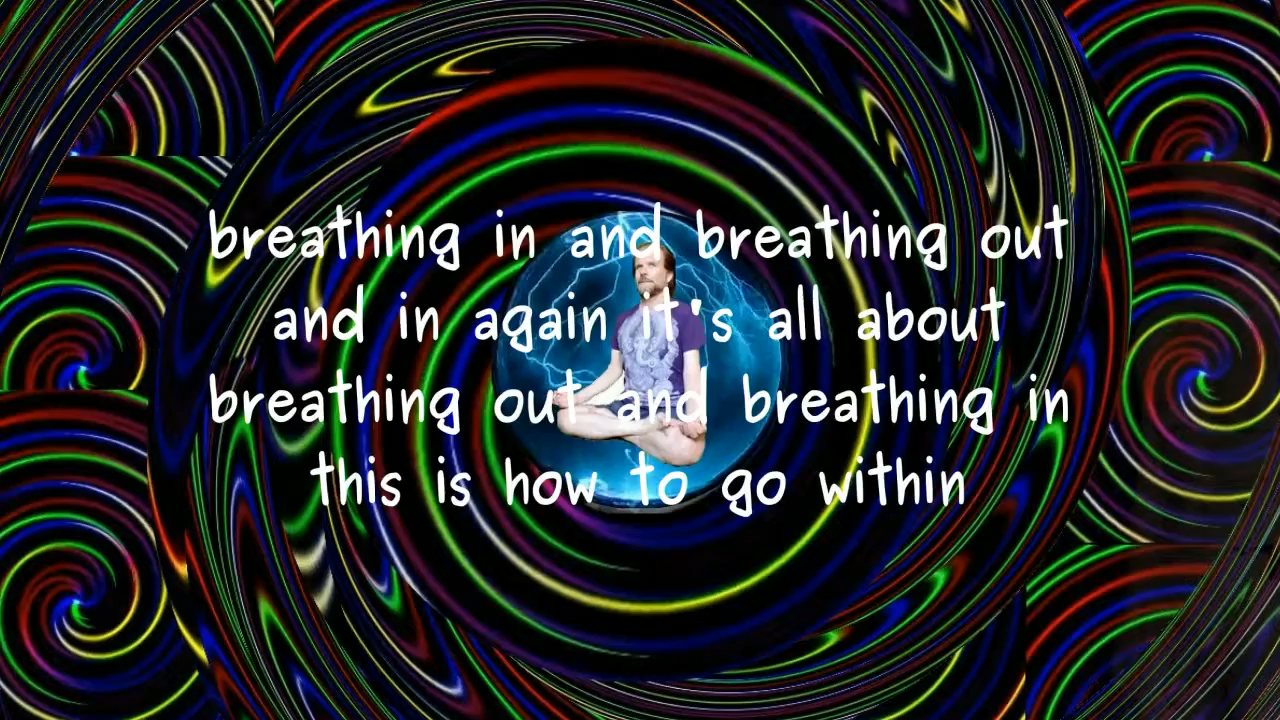 breathing in and breathing out
and in again it's all about
breathing out and breathing in
this is how to go within